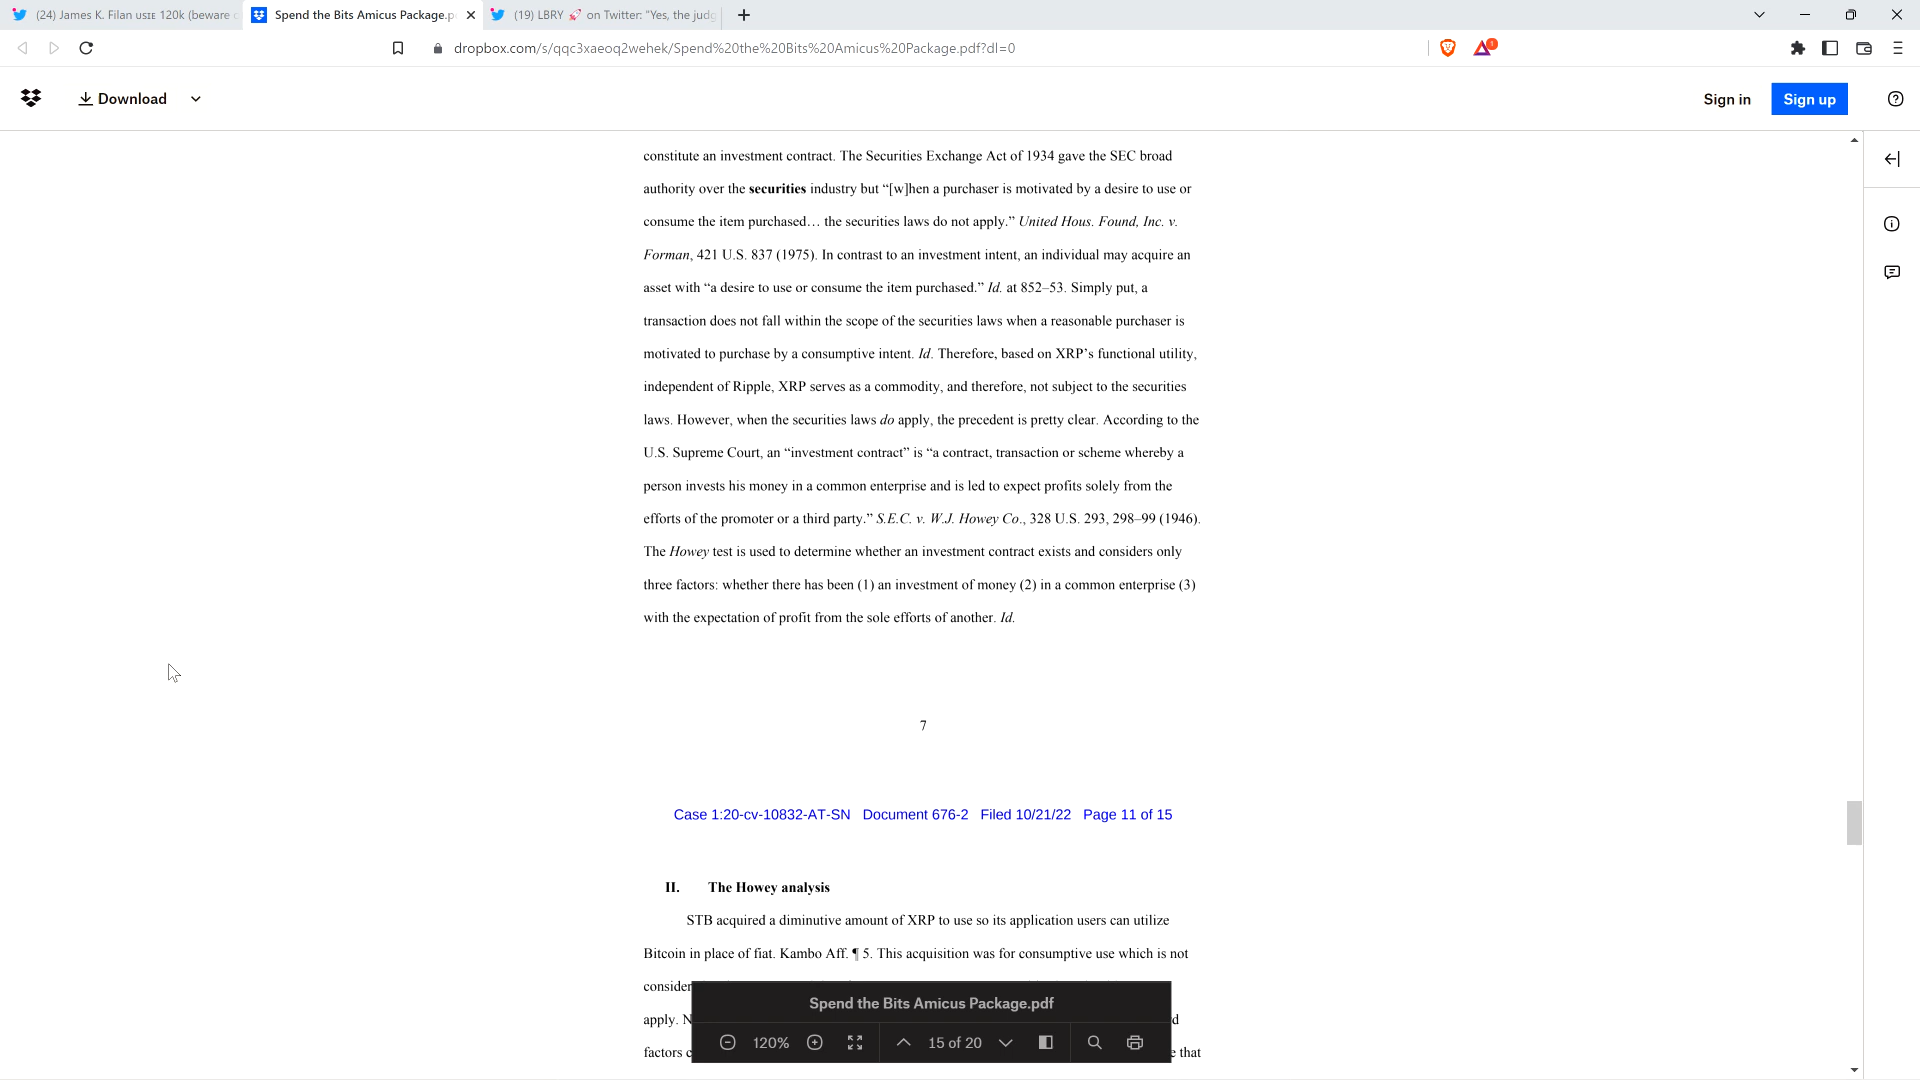 (24) James K. Filan usɪᴇ 120k (beware
Spend the Bits Amicus Package.p
(19) LBRY 🚀 on Twitter: "Yes, the judg
dropbox.com/s/qqc3xaeoq2wehek/Spend%20the%20Bits%20Amicus%20Package.pdf?dl=0
1
Download
Sign in
Sign up
constitute an investment contract. The Securities Exchange Act of 1934 gave the SEC broad
authority over the securities industry but “[w]hen a purchaser is motivated by a desire to use or
consume the item purchased… the securities laws do not apply.” United Hous. Found, Inc. v.
Forman, 421 U.S. 837 (1975). In contrast to an investment intent, an individual may acquire an
asset with “a desire to use or consume the item purchased.” Id. at 852–53. Simply put, a
transaction does not fall within the scope of the securities laws when a reasonable purchaser is
motivated to purchase by a consumptive intent. Id. Therefore, based on XRP’s functional utility,
independent of Ripple, XRP serves as a commodity, and therefore, not subject to the securities
laws. However, when the securities laws do apply, the precedent is pretty clear. According to the
U.S. Supreme Court, an “investment contract” is “a contract, transaction or scheme whereby a
person invests his money in a common enterprise and is led to expect profits solely from the
efforts of the promoter or a third party.” S.E.C. v. W.J. Howey Co., 328 U.S. 293, 298–99 (1946).
The Howey test is used to determine whether an investment contract exists and considers only
three factors: whether there has been (1) an investment of money (2) in a common enterprise (3)
with the expectation of profit from the sole efforts of another. Id.
7
Case 1:20-cv-10832-AT-SN Document 676-2 Filed 10/21/22 Page 11 of 15
II. The Howey analysis
STB acquired a diminutive amount of XRP to use so its application users can utilize
Bitcoin in place of fiat. Kambo Aff. ¶ 5. This acquisition was for consumptive use which is not
consider
apply. N
factors c
e that
Spend the Bits Amicus Package.pdf
120%
15 of 20